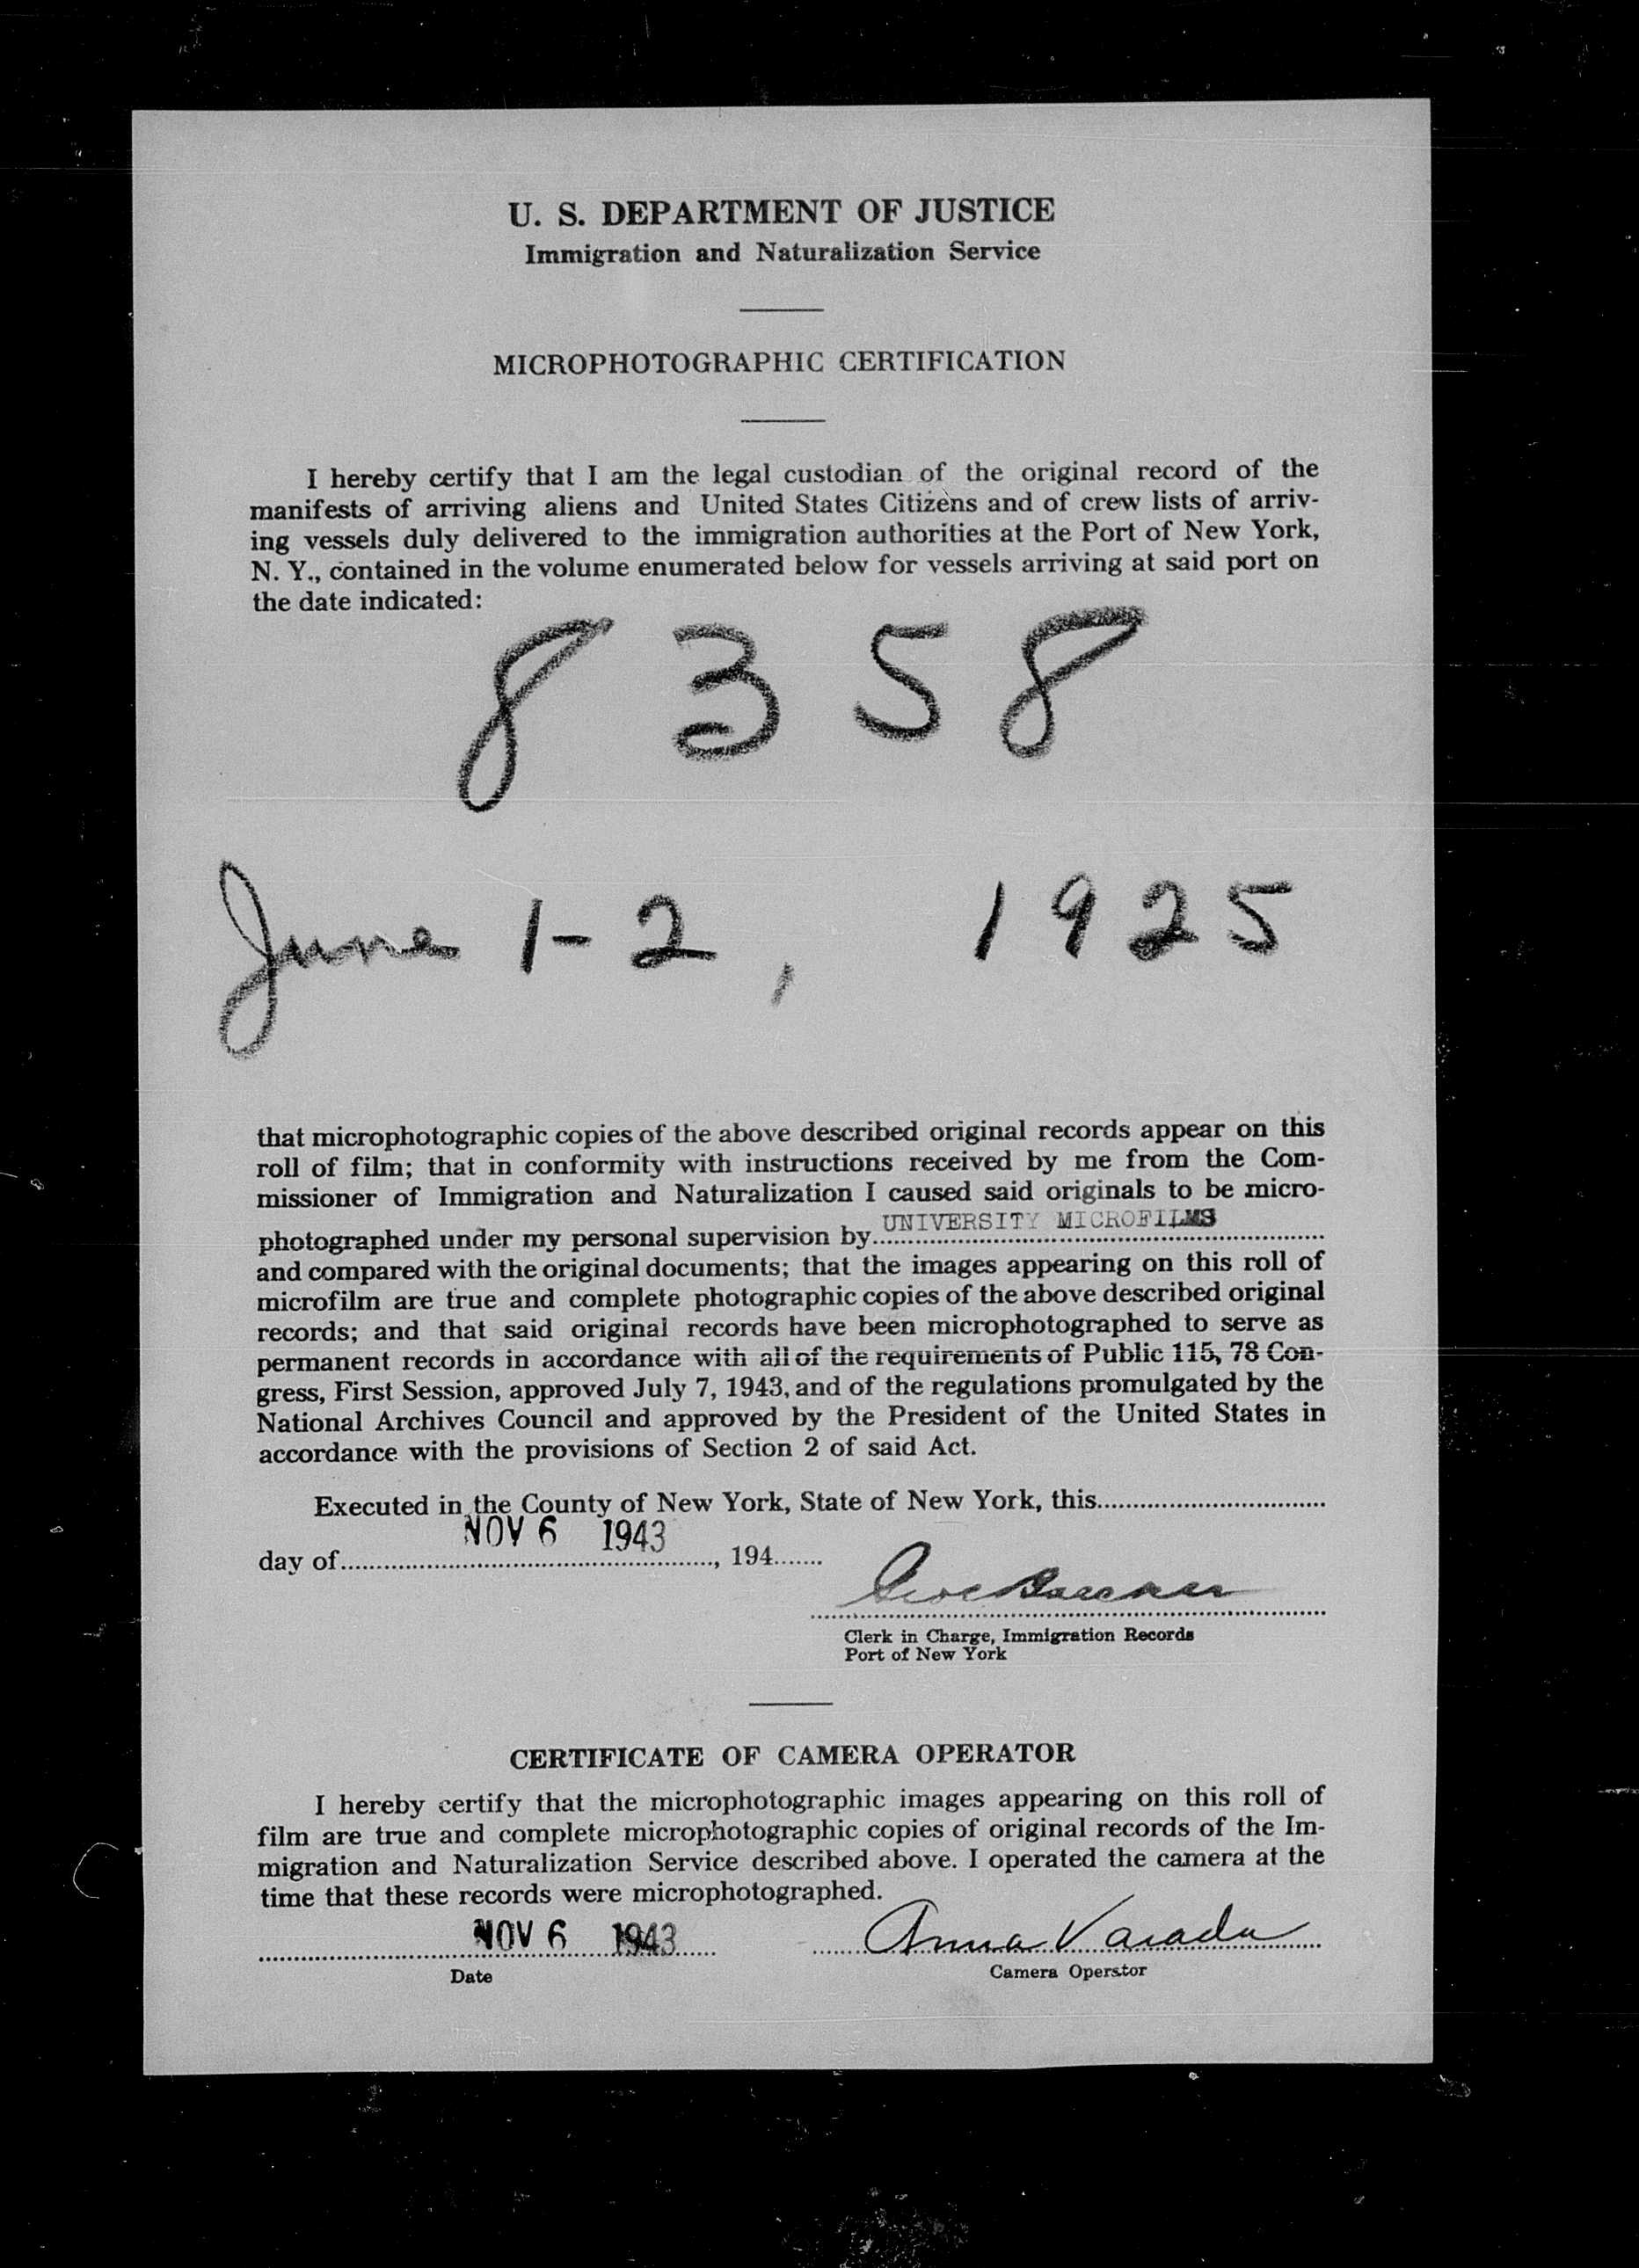 U. S. DEPARTMENT OF JUSTICE
Immigration and Naturalization Service
MICROPHOTOGRAPHIC CERTIFICATION
I hereby certify that I am the legal custodian of the original record of the
manifests of arriving aliens and United States Citizens and of crew lists of arriv-
ing vessels duly delivered to the immigration authorities at the Port of New York,
N. Y., contained in the volume enumerated below for vessels arriving at said port on
the date indicated:
8358
June 1-2, 1925
that microphotographic copies of the above described original records appear on this
roll of film; that in conformity with instructions received by me from the Com-
missioner of Immigration and Naturalization I caused said originals to be micro-
photographed under my personal supervision by UNIVERSITY MICROFILMS
and compared with the original documents; that the images appearing on this roll of
microfilm are true and complete photographic copies of the above described original
records; and that said original records have been microphotographed to serve as
permanent records in accordance with all of the requirements of Public 115, 78 Con-
gress, First Session, approved July 7, 1943, and of the regulations promulgated by the
National Archives Council and approved by the President of the United States in
accordance with the provisions of Section 2 of said Act.
Executed in the County of New York, State of New York, this
NOV 6 1943
day of , 194
Clerk in Charge, Immigration Records
Port of New York
CERTIFICATE OF CAMERA OPERATOR
I hereby certify that the microphotographic images appearing on this roll of
film are true and complete microphotographic copies of original records of the Im-
migration and Naturalization Service described above. I operated the camera at the
time that these records were microphotographed.
NOV 6 1943 Anna Varada
Date Camera Operator